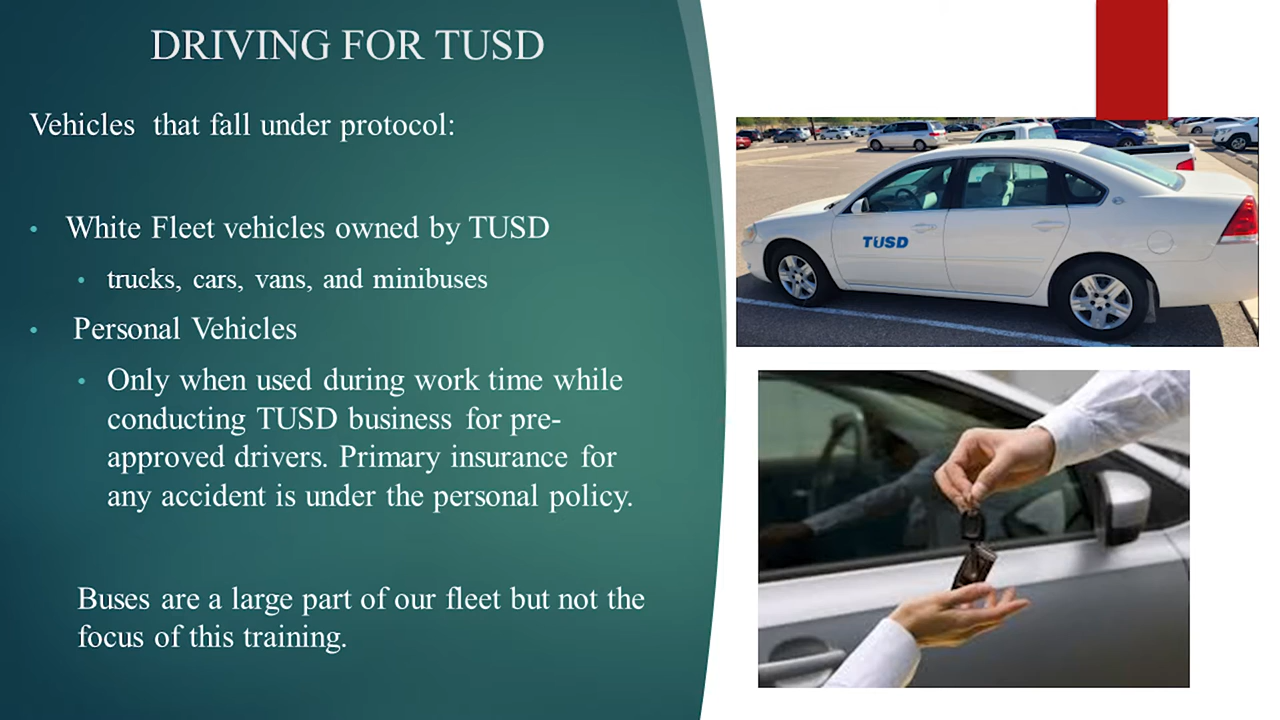 DRIVING FOR TUSD
Vehicles that fall under protocol:
• White Fleet vehicles owned by TUSD
• trucks, cars, vans, and minibuses
• Personal Vehicles
• Only when used during work time while
conducting TUSD business for pre-
approved drivers. Primary insurance for
any accident is under the personal policy.
Buses are a large part of our fleet but not the
focus of this training.
TUSD